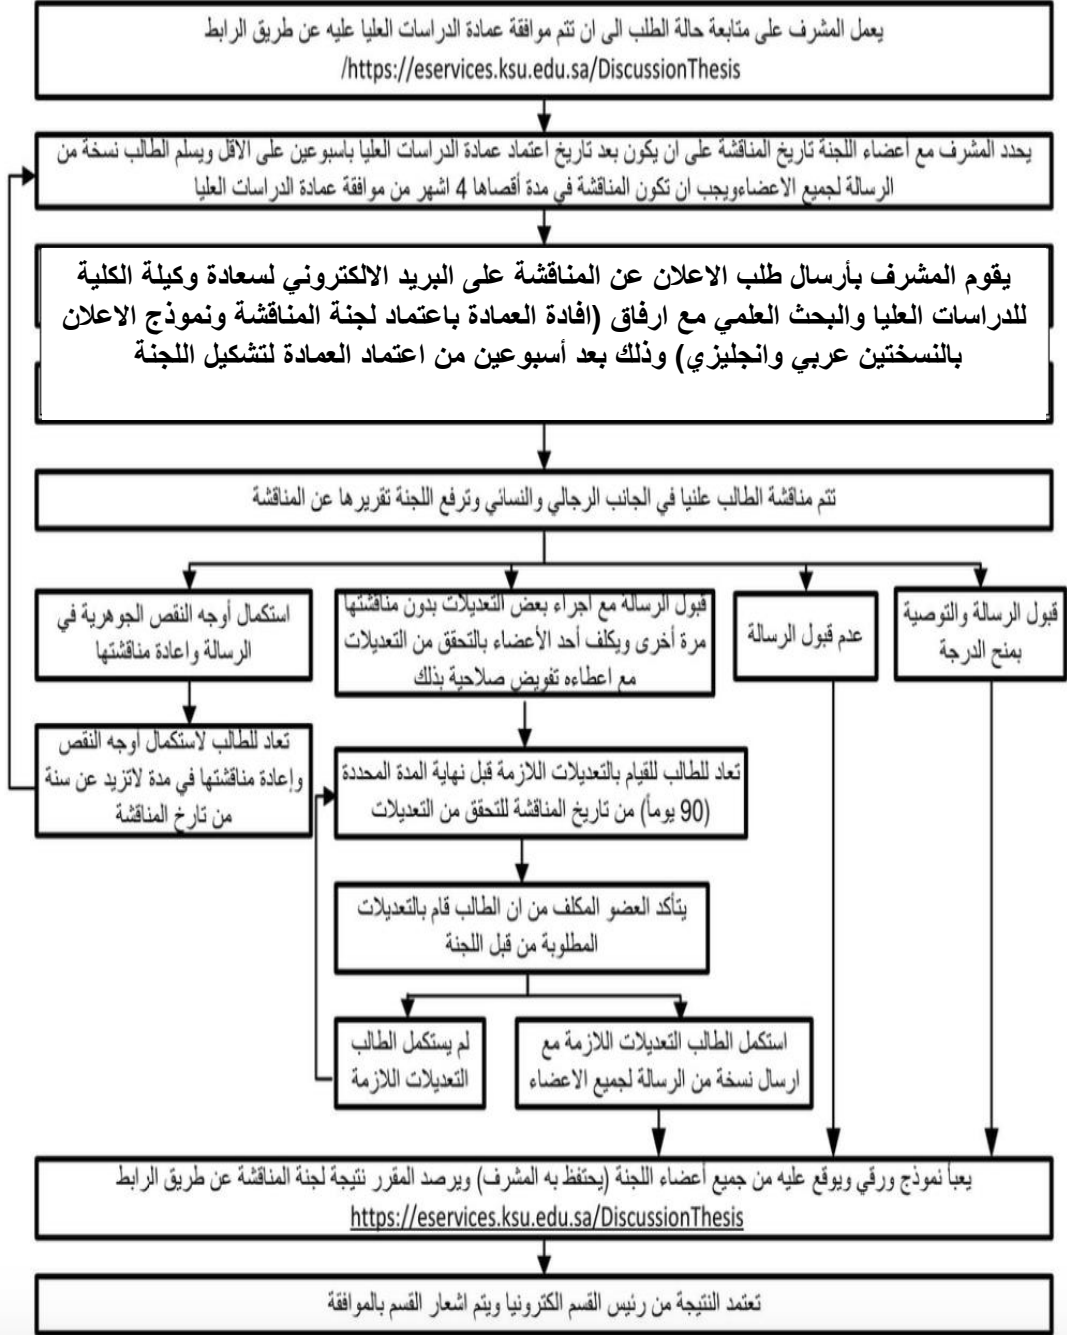 يعمل المشرف على متابعة حالة الطلب الى ان تتم موافقة عمادة الدراسات العليا عليه عن طريق الرابط
/https://eservices.ksu.edu.sa/DiscussionThesis
يحدد المشرف مع أعضاء اللجنة تاريخ المناقشة على ان يكون بعد تاريخ اعتماد عمادة الدراسات العليا باسبوعين على الاقل ويسلم الطالب نسخة من
الرسالة لجميع الاعضاءويجب ان تكون المناقشة في مدة أقصاها 4 اشهر من موافقة عمادة الدراسات العليا
يقوم المشرف بأرسال طلب الاعلان عن المناقشة على البريد الالكتروني لسعادة وكيلة الكلية
للدراسات العليا والبحث العلمي مع ارفاق (افادة العمادة باعتماد لجنة المناقشة ونموذج الاعلان
بالنسختين عربي وانجليزي) وذلك بعد أسبوعين من اعتماد العمادة لتشكيل اللجنة
تتم مناقشة الطالب علنيا في الجانب الرجالي والنسائي وترفع اللجنة تقريرها عن المناقشة
قبول الرسالة والتوصية
بمنح الدرجة
عدم قبول الرسالة
قبول الرسالة مع اجراء بعض التعديلات بدون مناقشتها
مرة أخرى ويكلف أحد الأعضاء بالتحقق من التعديلات
مع اعطاءه تفويض صلاحية بذلك
استكمال أوجه النقص الجوهرية في
الرسالة واعادة مناقشتها
تعاد للطالب لاستكمال أوجه النقص
وإعادة مناقشتها في مدة لاتزيد عن سنة
من تارخ المناقشة
تعاد للطالب للقيام بالتعديلات اللازمة قبل نهاية المدة المحددة
(90 يوماً) من تاريخ المناقشة للتحقق من التعديلات
يتأكد العضو المكلف من ان الطالب قام بالتعديلات
المطلوبة من قبل اللجنة
استكمل الطالب التعديلات اللازمة مع
ارسال نسخة من الرسالة لجميع الاعضاء
لم يستكمل الطالب
التعديلات اللازمة
يعبأ نموذج ورقي ويوقع عليه من جميع أعضاء اللجنة (يحتفظ به المشرف) ويرصد المقرر نتيجة لجنة المناقشة عن طريق الرابط
https://eservices.ksu.edu.sa/DiscussionThesis
تعتمد النتيجة من رئيس القسم الكترونيا ويتم اشعار القسم بالموافقة